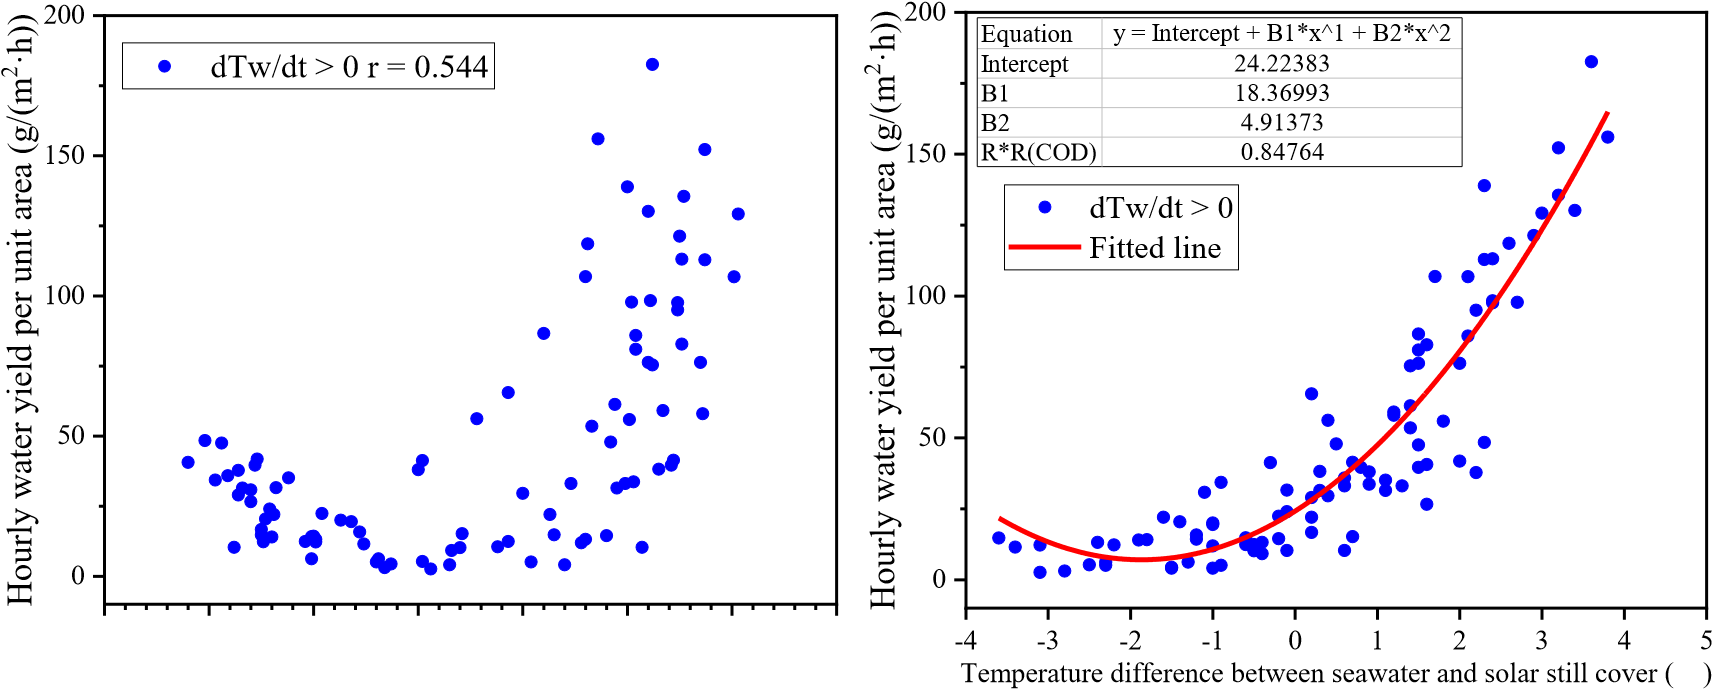 Hourly water yield per unit area (g/(m²·h))
200
150
100
50
0
dTw/dt > 0 r = 0.544
Hourly water yield per unit area (g/(m²·h))
200
150
100
50
0
Equation y = Intercept + B1*x^1 + B2*x^2
Intercept 24.22383
B1 18.36993
B2 4.91373
R*R(COD) 0.84764
dTw/dt > 0
Fitted line
-4 -3 -2 -1 0 1 2 3 4 5
Temperature difference between seawater and solar still cover ( )